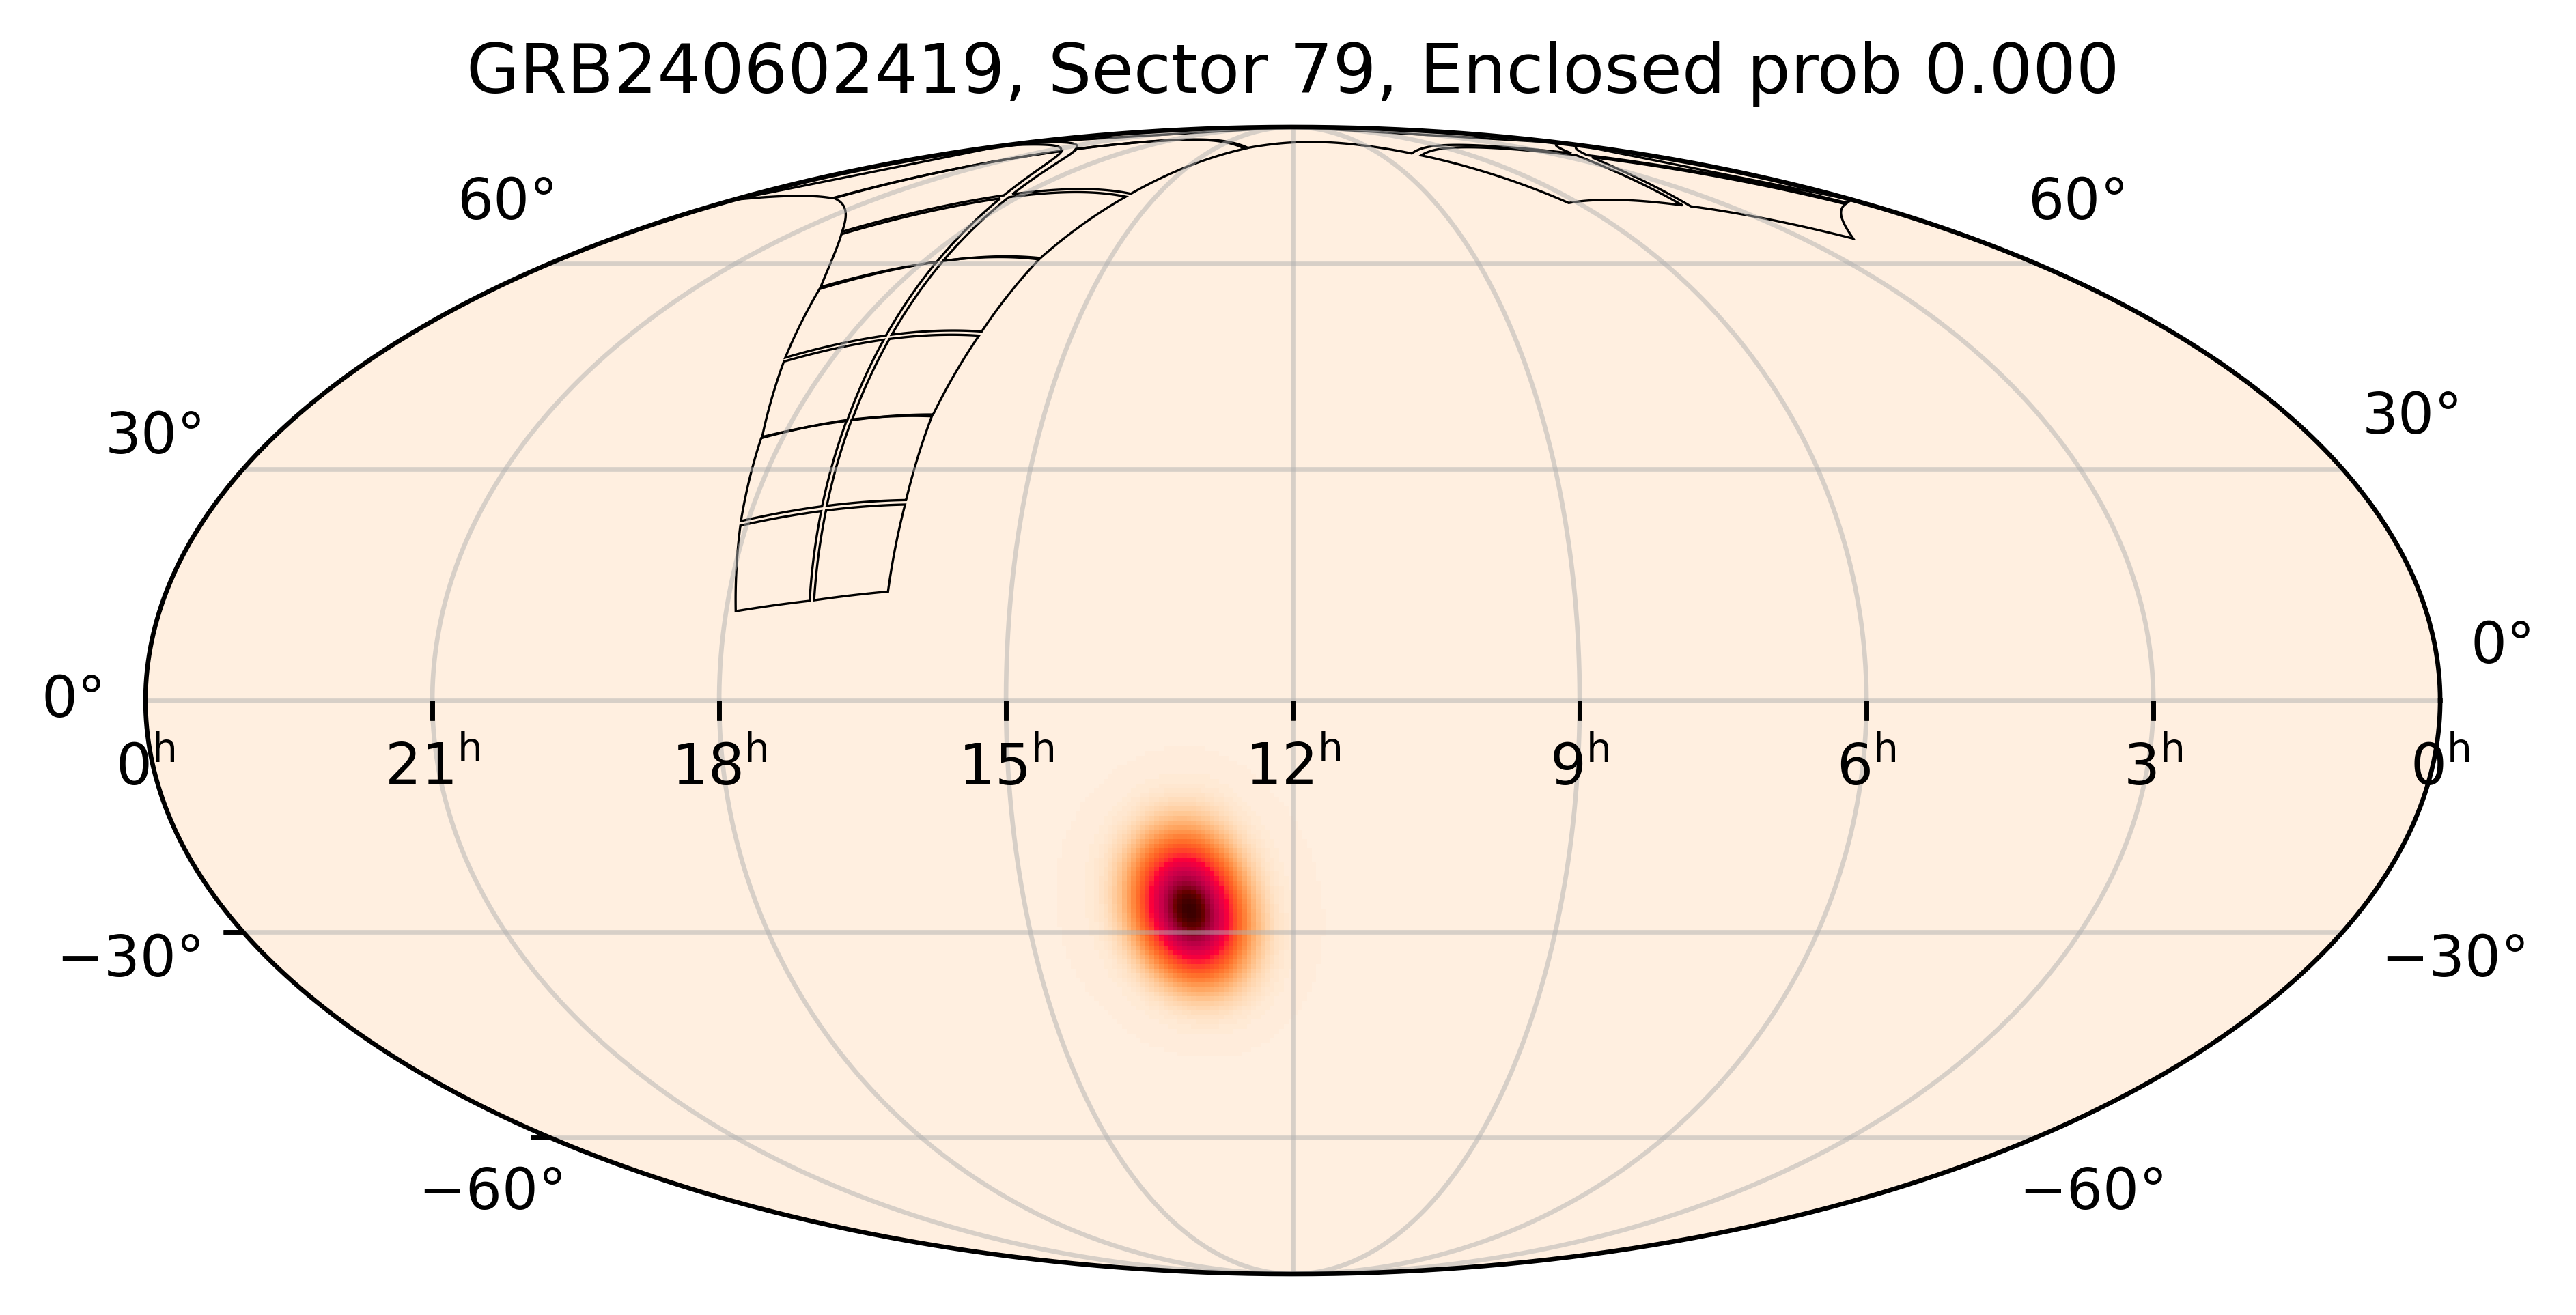 GRB240602419, Sector 79, Enclosed prob 0.000
60° 60°
30° 30°
0° 0°
0h 21h 18h 15h 12h 9h 6h 3h 0h
−30° −30°
−60° −60°